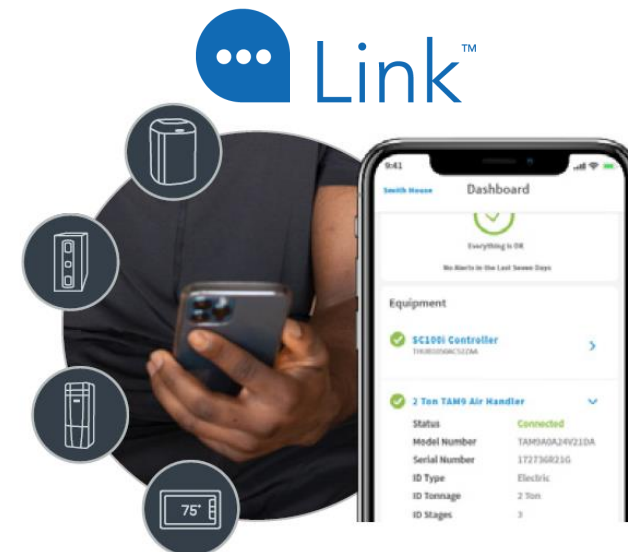 Link™
9:41
Smith House
Dashboard
Everything is OK
No Alerts in the Last Seven Days
Equipment
SC100i Controller
2 Ton TAM9 Air Handler
Status Connected
Model Number TAM9A0A24V21DA
Serial Number 172736R21G
ID Type Electric
ID Tonnage 2 Ton
ID Stages 3
75°